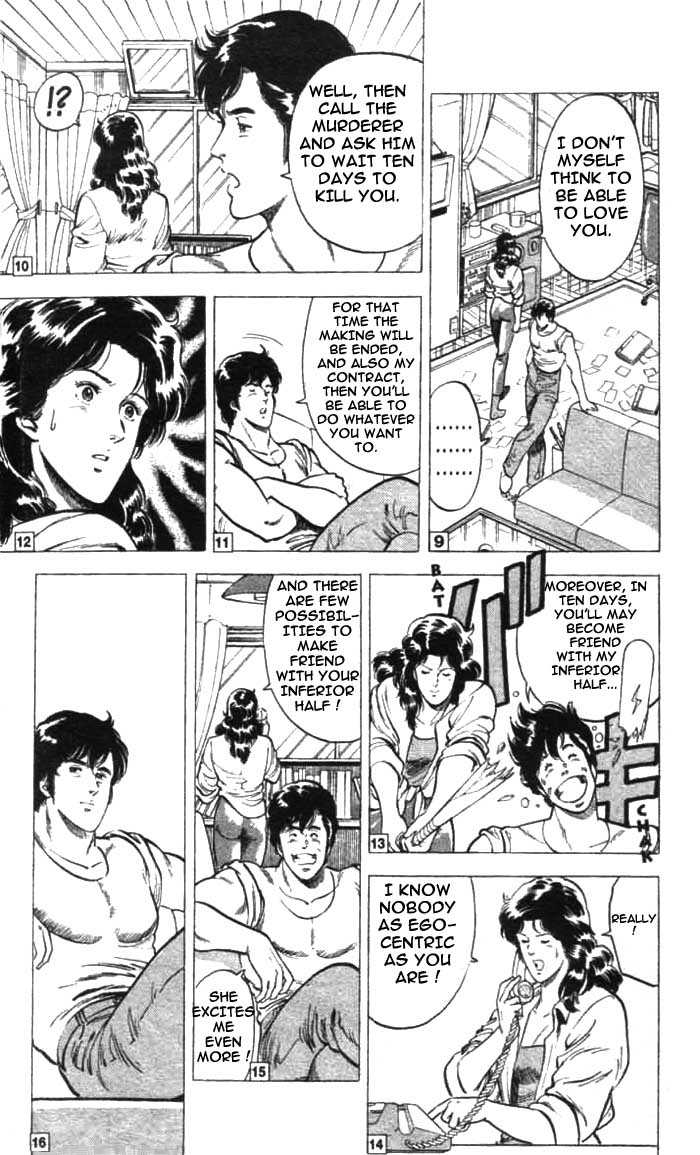 I DON'T
MYSELF
THINK TO
BE ABLE
TO LOVE
YOU.
......
......
9
WELL, THEN
CALL THE
MURDERER
AND ASK HIM
TO WAIT TEN
DAYS TO
KILL YOU.
!?
10
FOR THAT
TIME THE
MAKING WILL
BE ENDED,
AND ALSO MY
CONTRACT,
THEN YOU'LL
BE ABLE TO
DO WHATEVER
YOU WANT
TO.
11
12
MOREOVER, IN
TEN DAYS,
YOU'LL MAY
BECOME
FRIEND
WITH MY
INFERIOR
HALF...
BAT
CHAK
13
REALLY
!
I KNOW
NOBODY
AS EGO-
CENTRIC
AS YOU
ARE !
14
AND THERE
ARE FEW
POSSIBIL-
ITIES TO
MAKE
FRIEND
WITH YOUR
INFERIOR
HALF !
SHE
EXCITES
ME
EVEN
MORE !
15
16